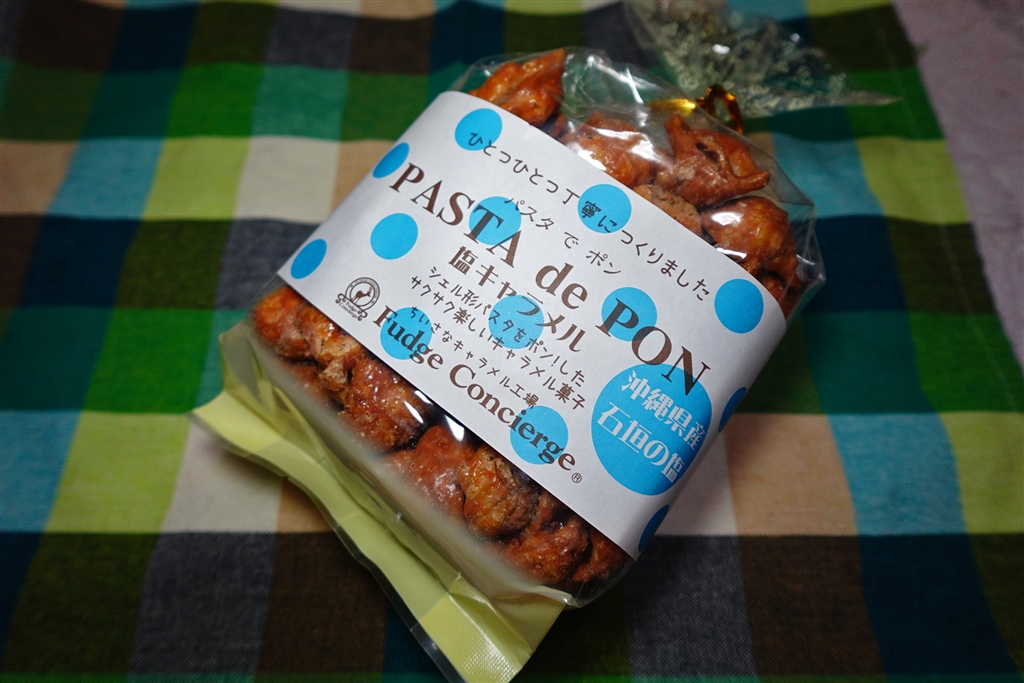 ひとつひとつ丁寧につくりました
パスタ で ポン
PASTA de PON
塩キャラメル
シェル形パスタをポン!した
サクサク楽しいキャラメル菓子
ちいさなキャラメル工場
Fudge Concierge®
沖縄県産
石垣の塩